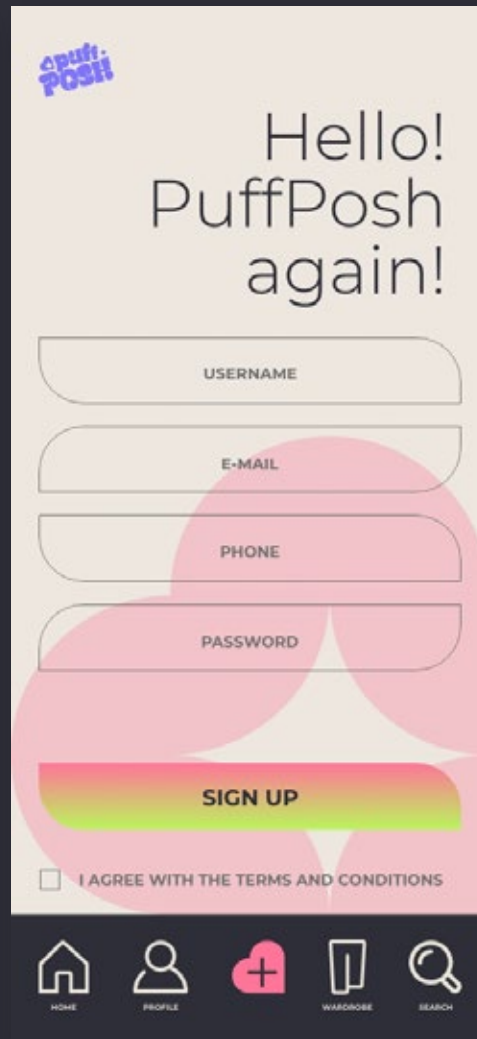 puff.
POSH
Hello!
PuffPosh
again!
USERNAME
E-MAIL
PHONE
PASSWORD
SIGN UP
I AGREE WITH THE TERMS AND CONDITIONS
HOME
PROFILE
WARDROBE
SEARCH